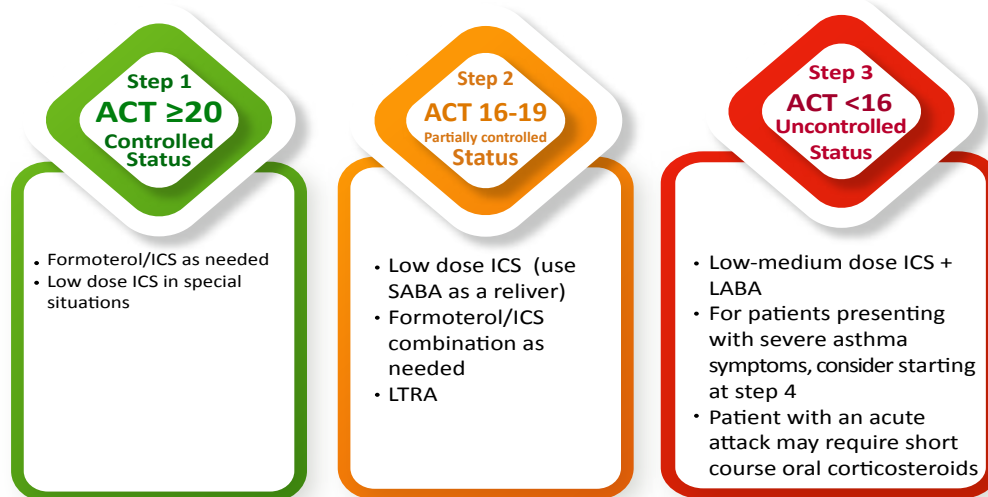 Step 1
ACT ≥20
Controlled
Status
• Formoterol/ICS as needed
• Low dose ICS in special
situations
Step 2
ACT 16-19
Partially controlled
Status
• Low dose ICS (use
SABA as a reliver)
• Formoterol/ICS
combination as
needed
• LTRA
Step 3
ACT <16
Uncontrolled
Status
• Low-medium dose ICS +
LABA
• For patients presenting
with severe asthma
symptoms, consider starting
at step 4
• Patient with an acute
attack may require short
course oral corticosteroids